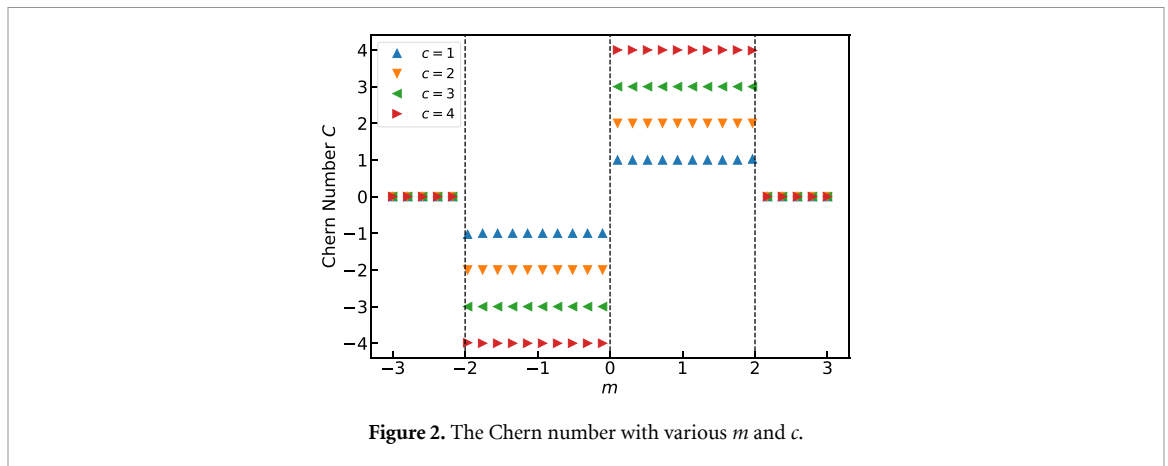 4
3
2
1
0
−1
−2
−3
−4
Chern Number C
c = 1
c = 2
c = 3
c = 4
−3 −2 −1 0 1 2 3
m
Figure 2. The Chern number with various m and c.